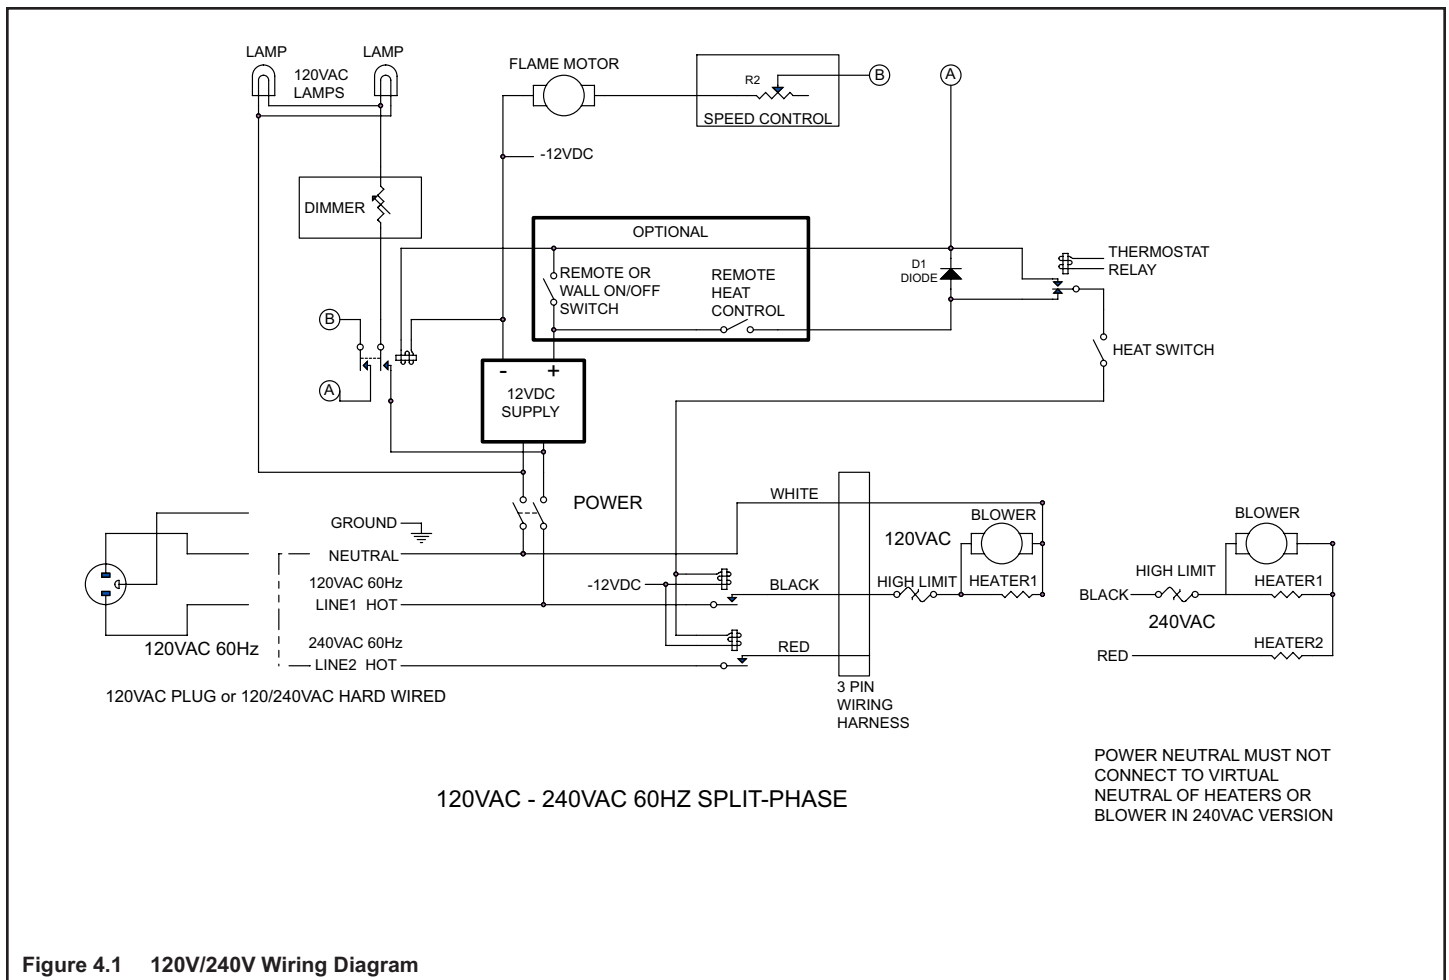 LAMP
LAMP
120VAC
LAMPS
FLAME MOTOR
R2
SPEED CONTROL
B
A
-12VDC
DIMMER
OPTIONAL
REMOTE OR
WALL ON/OFF
SWITCH
REMOTE
HEAT
CONTROL
D1
DIODE
THERMOSTAT
RELAY
HEAT SWITCH
B
A
- +
12VDC
SUPPLY
POWER
GROUND
NEUTRAL
120VAC 60Hz
LINE1 HOT
240VAC 60Hz
LINE2 HOT
120VAC 60Hz
120VAC PLUG or 120/240VAC HARD WIRED
-12VDC
WHITE
BLACK
RED
3 PIN
WIRING
HARNESS
120VAC
BLOWER
HIGH LIMIT
HEATER1
BLOWER
HIGH LIMIT
HEATER1
BLACK
240VAC
HEATER2
RED
POWER NEUTRAL MUST NOT
CONNECT TO VIRTUAL
NEUTRAL OF HEATERS OR
BLOWER IN 240VAC VERSION
120VAC - 240VAC 60HZ SPLIT-PHASE
Figure 4.1 120V/240V Wiring Diagram